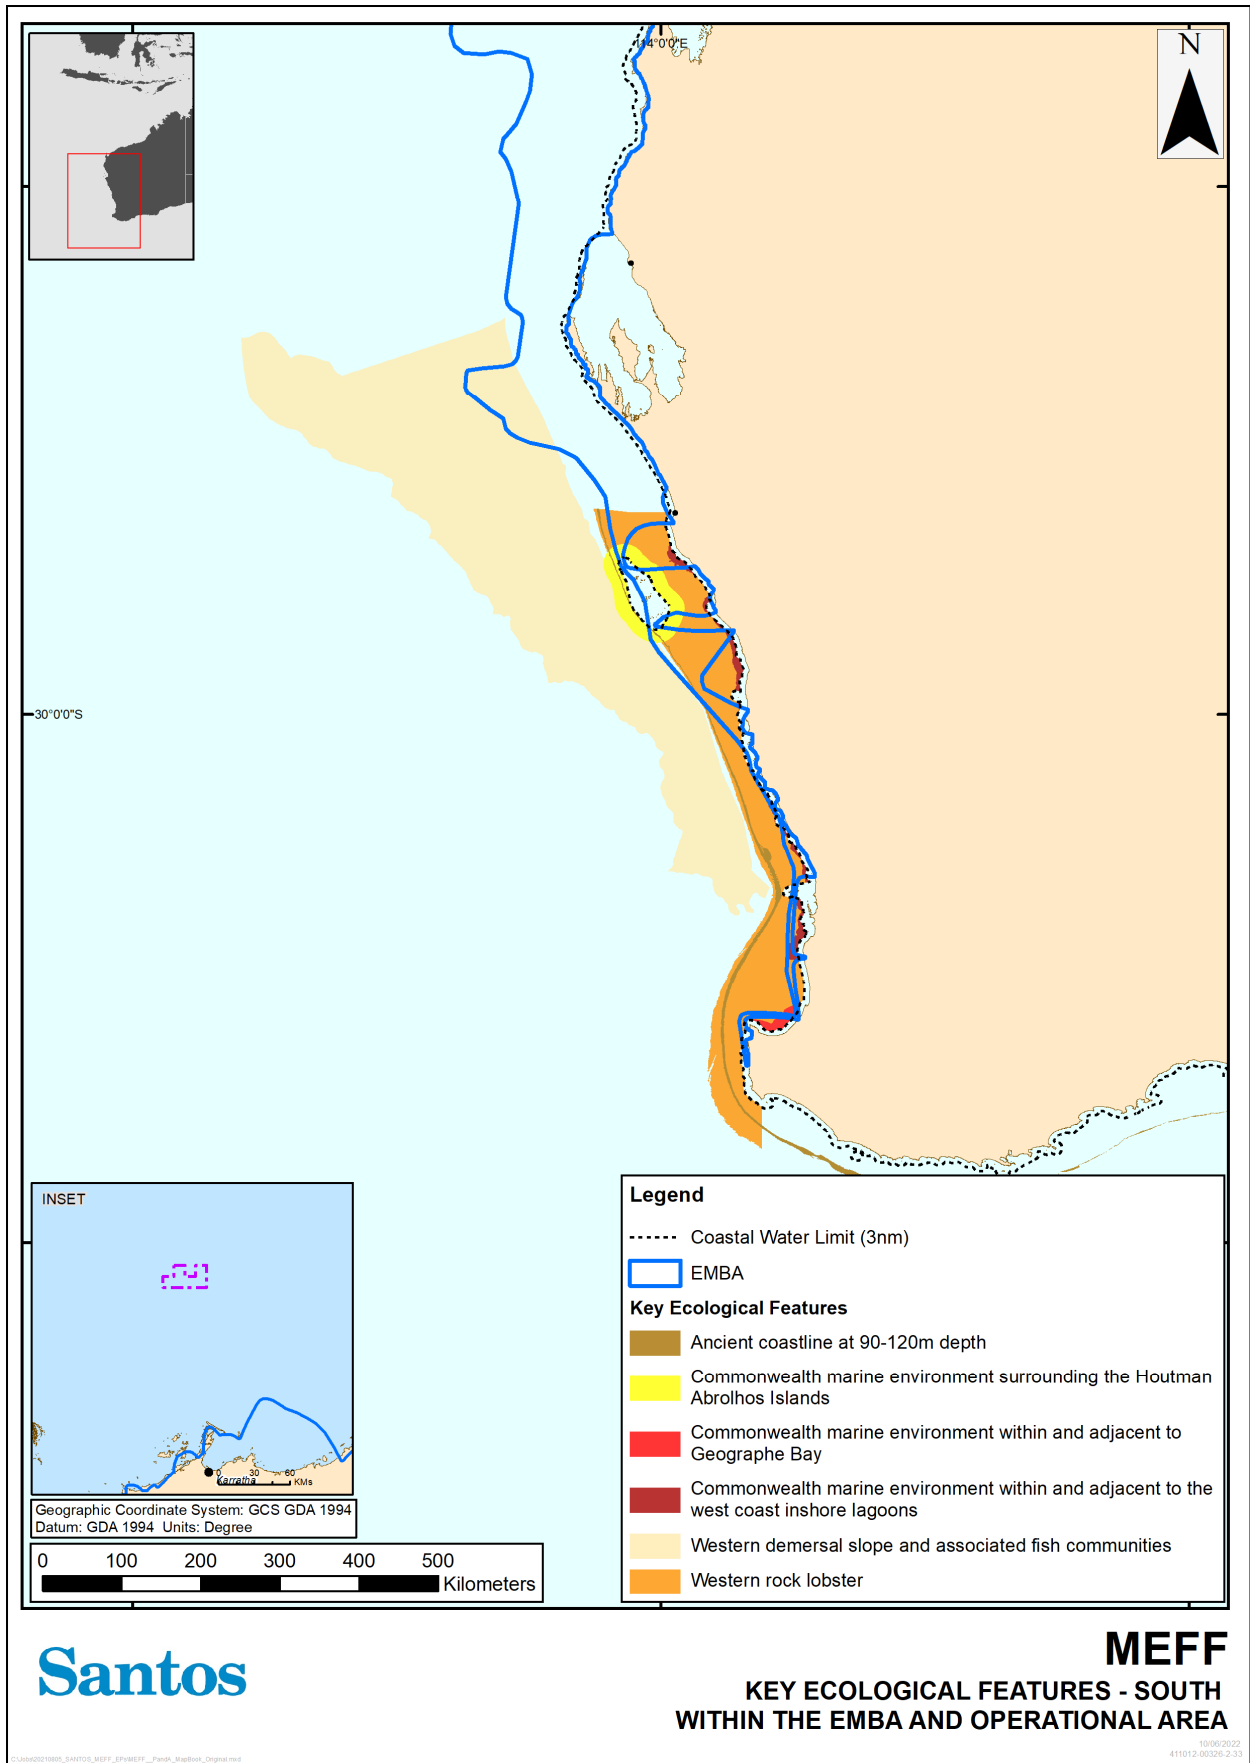 114°0'0"E
N
30°0'0"S
INSET
Karratha
0 30 60
KMs
Geographic Coordinate System: GCS GDA 1994
Datum: GDA 1994 Units: Degree
0 100 200 300 400 500
Kilometers
Legend
Coastal Water Limit (3nm)
EMBA
Key Ecological Features
Ancient coastline at 90-120m depth
Commonwealth marine environment surrounding the Houtman
Abrolhos Islands
Commonwealth marine environment within and adjacent to
Geographe Bay
Commonwealth marine environment within and adjacent to the
west coast inshore lagoons
Western demersal slope and associated fish communities
Western rock lobster
Santos
MEFF
KEY ECOLOGICAL FEATURES - SOUTH
WITHIN THE EMBA AND OPERATIONAL AREA
10/06/2022
411012-00326-2-33